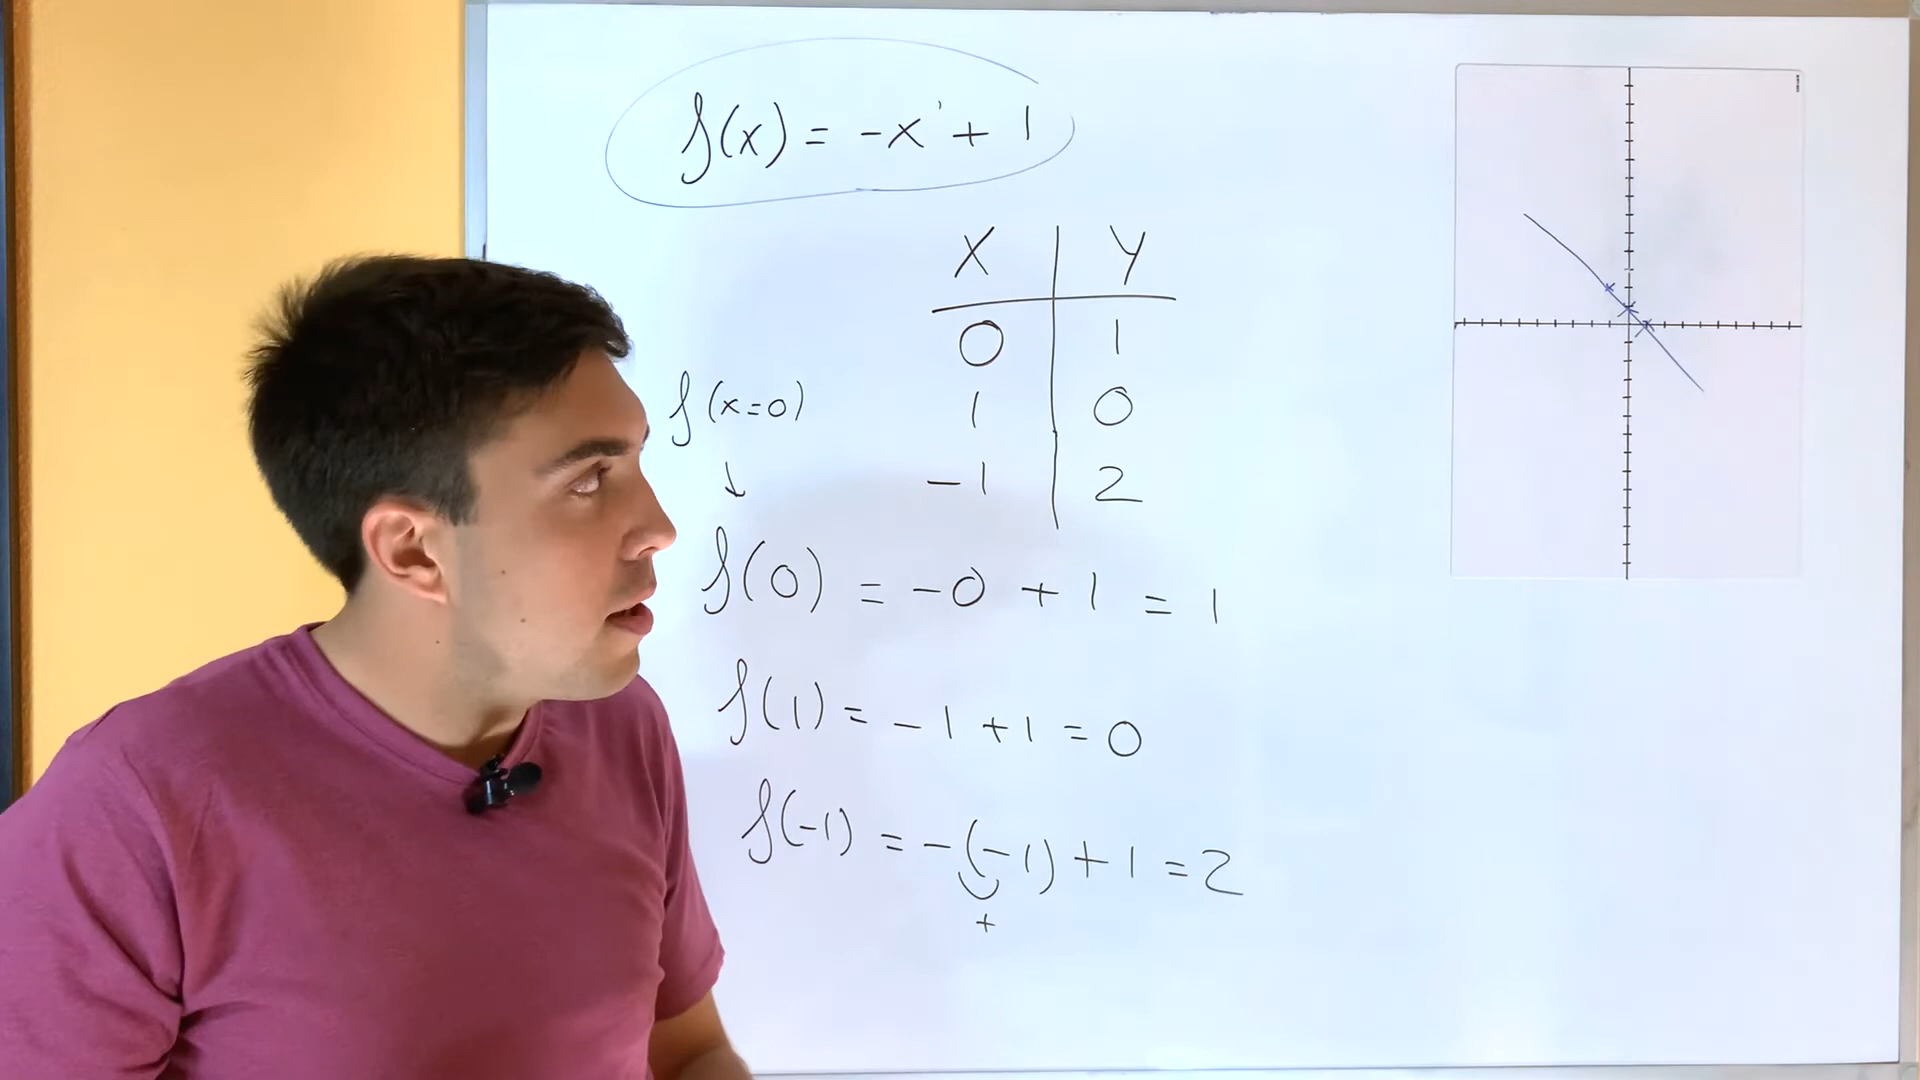 f(x) = -x + 1
X Y
0 1
1 0
-1 2
f(x=0)
↓
f(0) = -0 + 1 = 1
f(1) = -1 + 1 = 0
f(-1) = -(-1) + 1 = 2
+